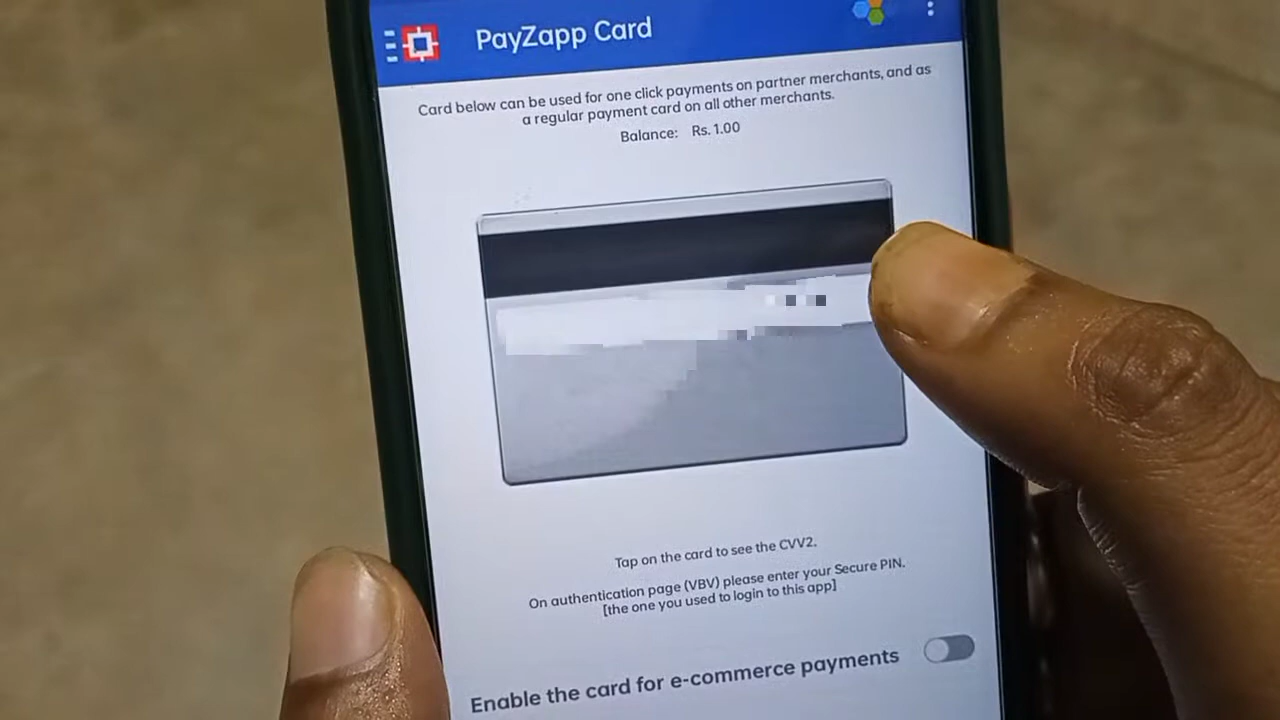 PayZapp Card
Card below can be used for one click payments on partner merchants, and as
a regular payment card on all other merchants.
Balance: Rs. 1.00
Tap on the card to see the CVV2.
On authentication page (VBV) please enter your Secure PIN.
[the one you used to login to this app]
Enable the card for e-commerce payments